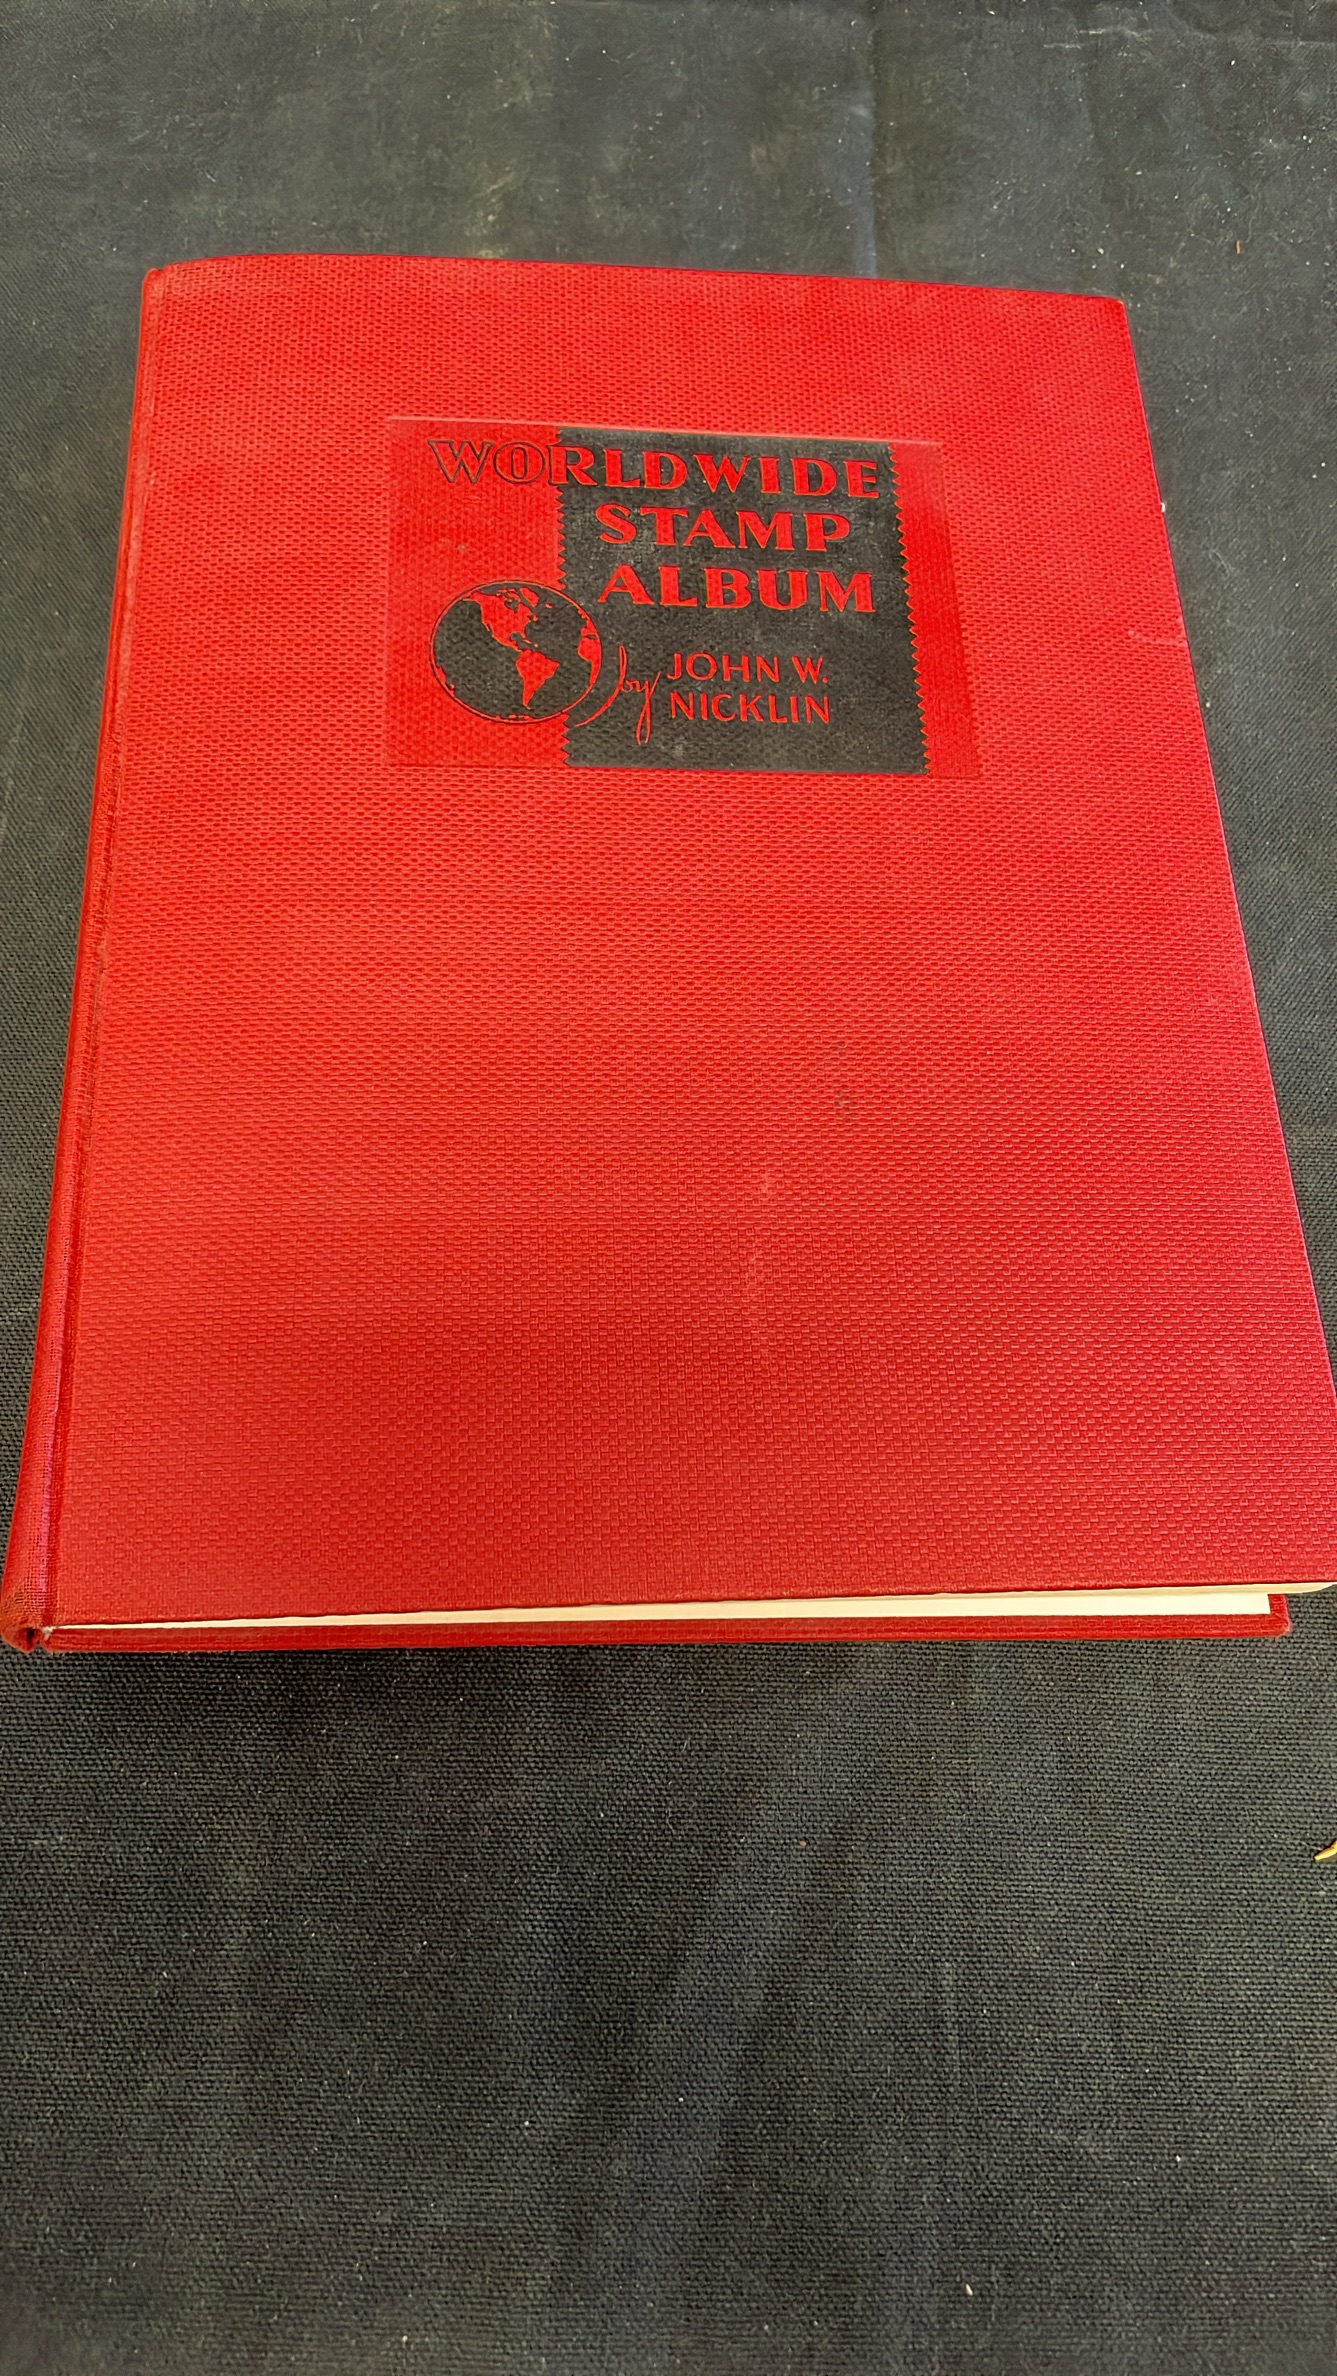 WORLDWIDE
STAMP
ALBUM
by JOHN W.
NICKLIN